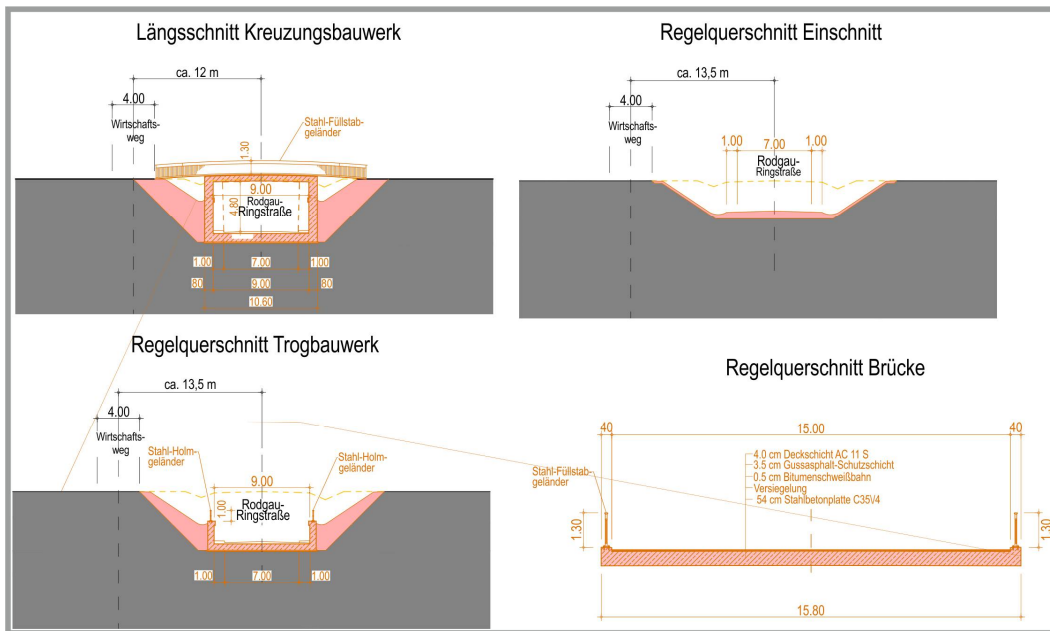 Längsschnitt Kreuzungsbauwerk
ca. 12 m
4.00
Wirtschafts-
weg
Stahl-Füllstab-
geländer
1.30
9.00
4.80
Rodgau-
Ringstraße
1.00 7.00 1.00
80 9.00 80
10.60
Regelquerschnitt Einschnitt
ca. 13,5 m
4.00
Wirtschafts-
weg
1.00 7.00 1.00
Rodgau-
Ringstraße
Regelquerschnitt Trogbauwerk
ca. 13,5 m
4.00
Wirtschafts-
weg
Stahl-Holm-
geländer
Stahl-Holm-
geländer
9.00
1.00
Rodgau-
Ringstraße
1.00 7.00 1.00
Regelquerschnitt Brücke
40 15.00 40
4.0 cm Deckschicht AC 11 S
3.5 cm Gussasphalt-Schutzschicht
0.5 cm Bitumenschweißbahn
Versiegelung
54 cm Stahlbetonplatte C35\/4
Stahl-Füllstab-
geländer
1.30
1.30
15.80